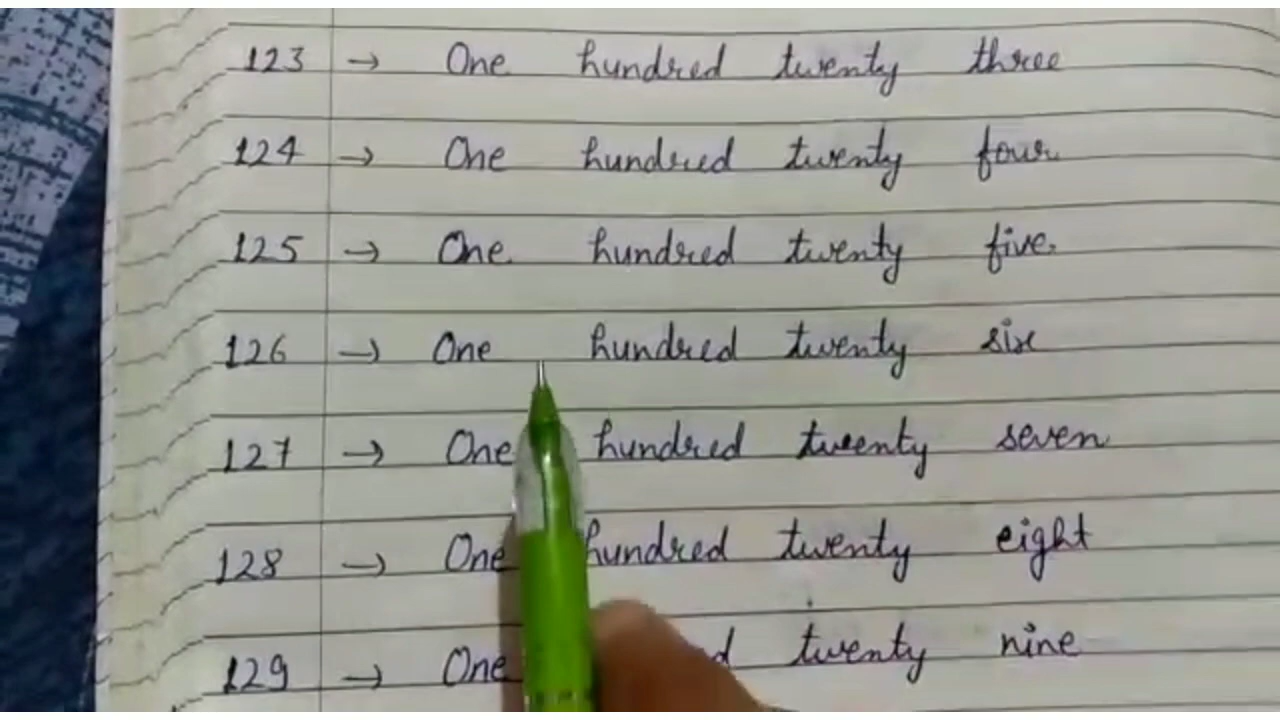 123 → One hundred twenty three
124 → One hundred twenty four
125 → One hundred twenty five
126 → One hundred twenty six
127 → One hundred twenty seven
128 → One hundred twenty eight
129 → One twenty nine